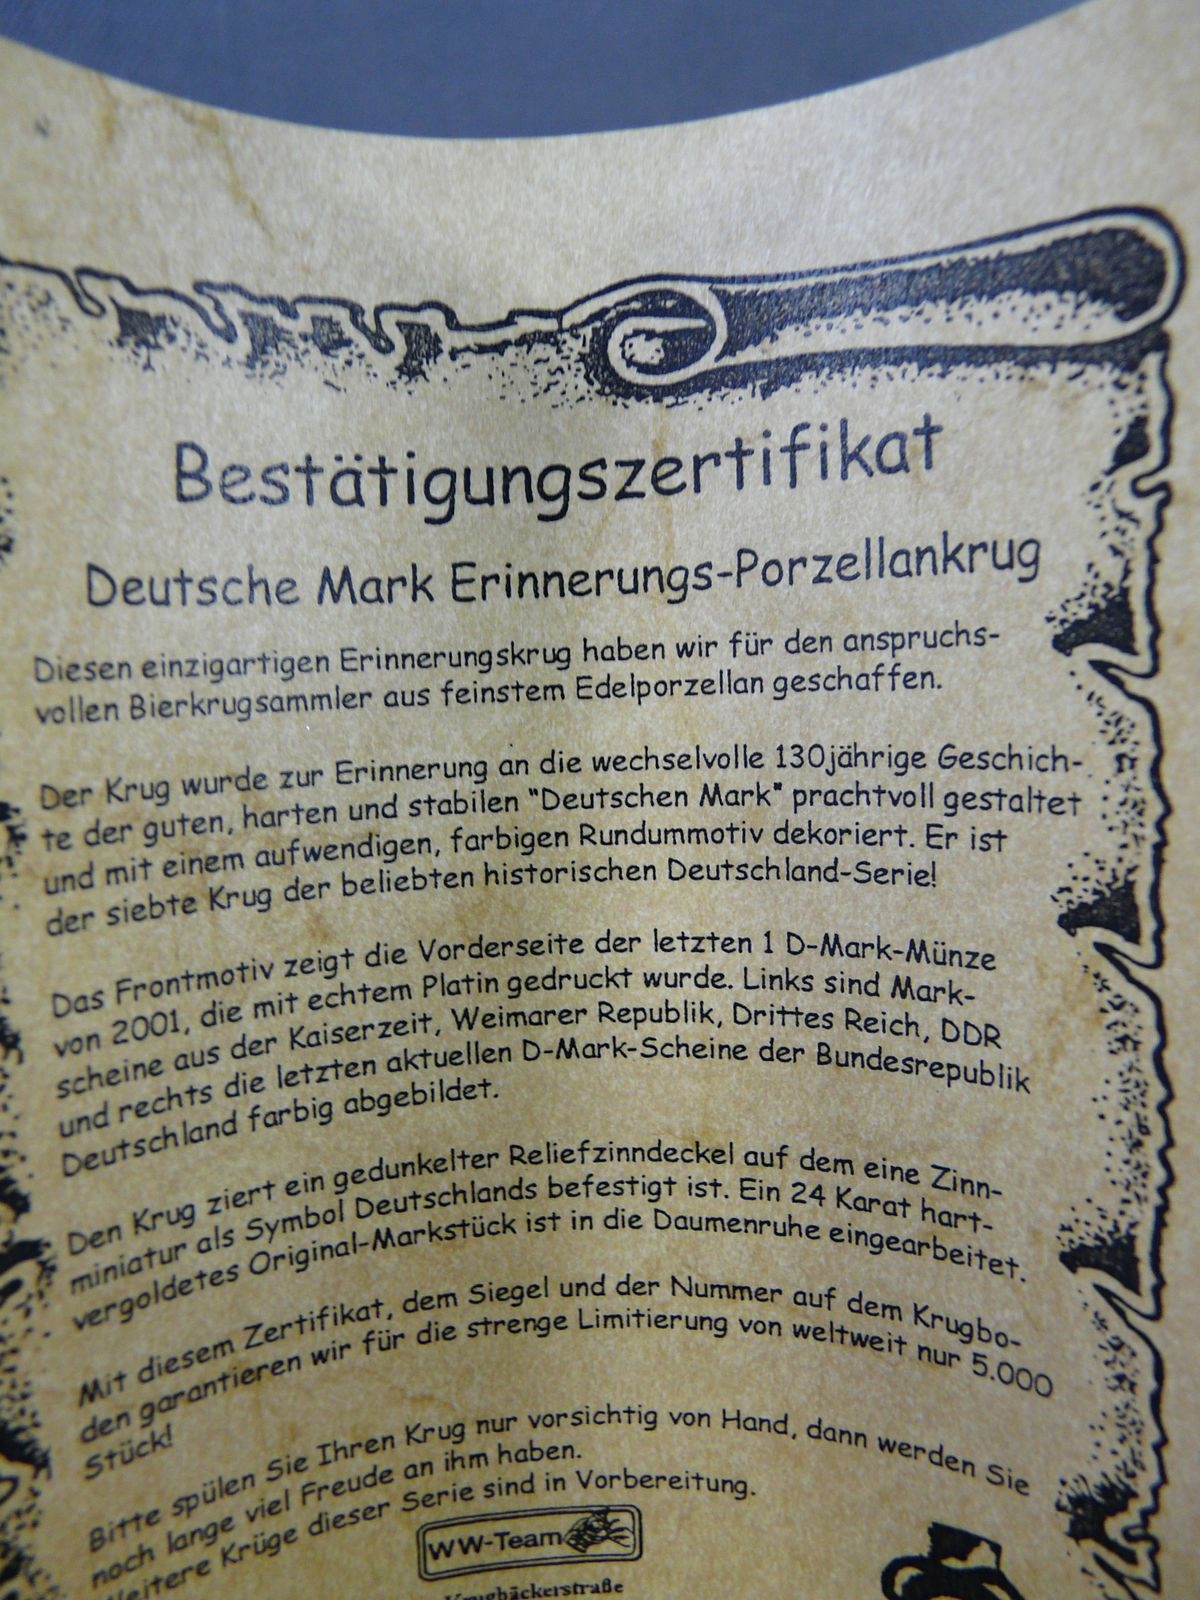 Bestätigungszertifikat
Deutsche Mark Erinnerungs-Porzellankrug
Diesen einzigartigen Erinnerungskrug haben wir für den anspruchs-
vollen Bierkrugsammler aus feinstem Edelporzellan geschaffen.
Der Krug wurde zur Erinnerung an die wechselvolle 130jährige Geschich-
te der guten, harten und stabilen "Deutschen Mark" prachtvoll gestaltet
und mit einem aufwendigen, farbigen Rundummotiv dekoriert. Er ist
der siebte Krug der beliebten historischen Deutschland-Serie!
Das Frontmotiv zeigt die Vorderseite der letzten 1 D-Mark-Münze
von 2001, die mit echtem Platin gedruckt wurde. Links sind Mark-
scheine aus der Kaiserzeit, Weimarer Republik, Drittes Reich, DDR
und rechts die letzten aktuellen D-Mark-Scheine der Bundesrepublik
Deutschland farbig abgebildet.
Den Krug ziert ein gedunkelter Reliefzinndeckel auf dem eine Zinn-
miniatur als Symbol Deutschlands befestigt ist. Ein 24 Karat hart-
vergoldetes Original-Markstück ist in die Daumenruhe eingearbeitet.
Mit diesem Zertifikat, dem Siegel und der Nummer auf dem Krugbo-
den garantieren wir für die strenge Limitierung von weltweit nur 5.000
Stück!
Bitte spülen Sie Ihren Krug nur vorsichtig von Hand, dann werden Sie
noch lange viel Freude an ihm haben.
Weitere Krüge dieser Serie sind in Vorbereitung.
WW-Team
Krugbäckerstraße